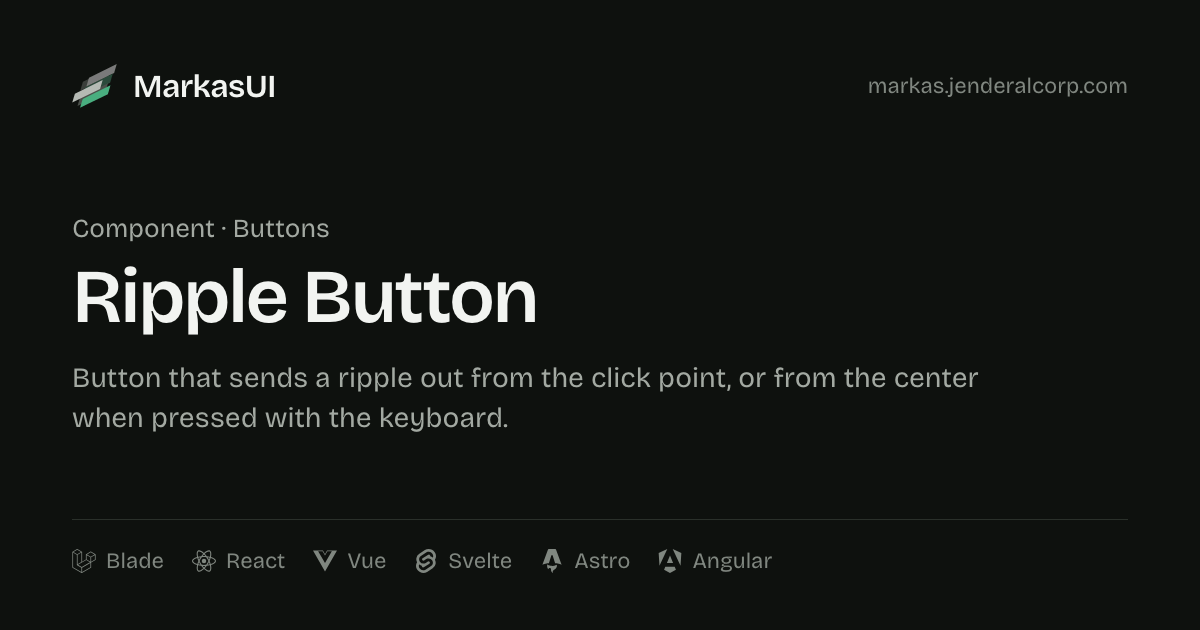 MarkasUI
markas.jenderalcorp.com
Component · Buttons
Ripple Button
Button that sends a ripple out from the click point, or from the center
when pressed with the keyboard.
Blade React Vue Svelte Astro Angular